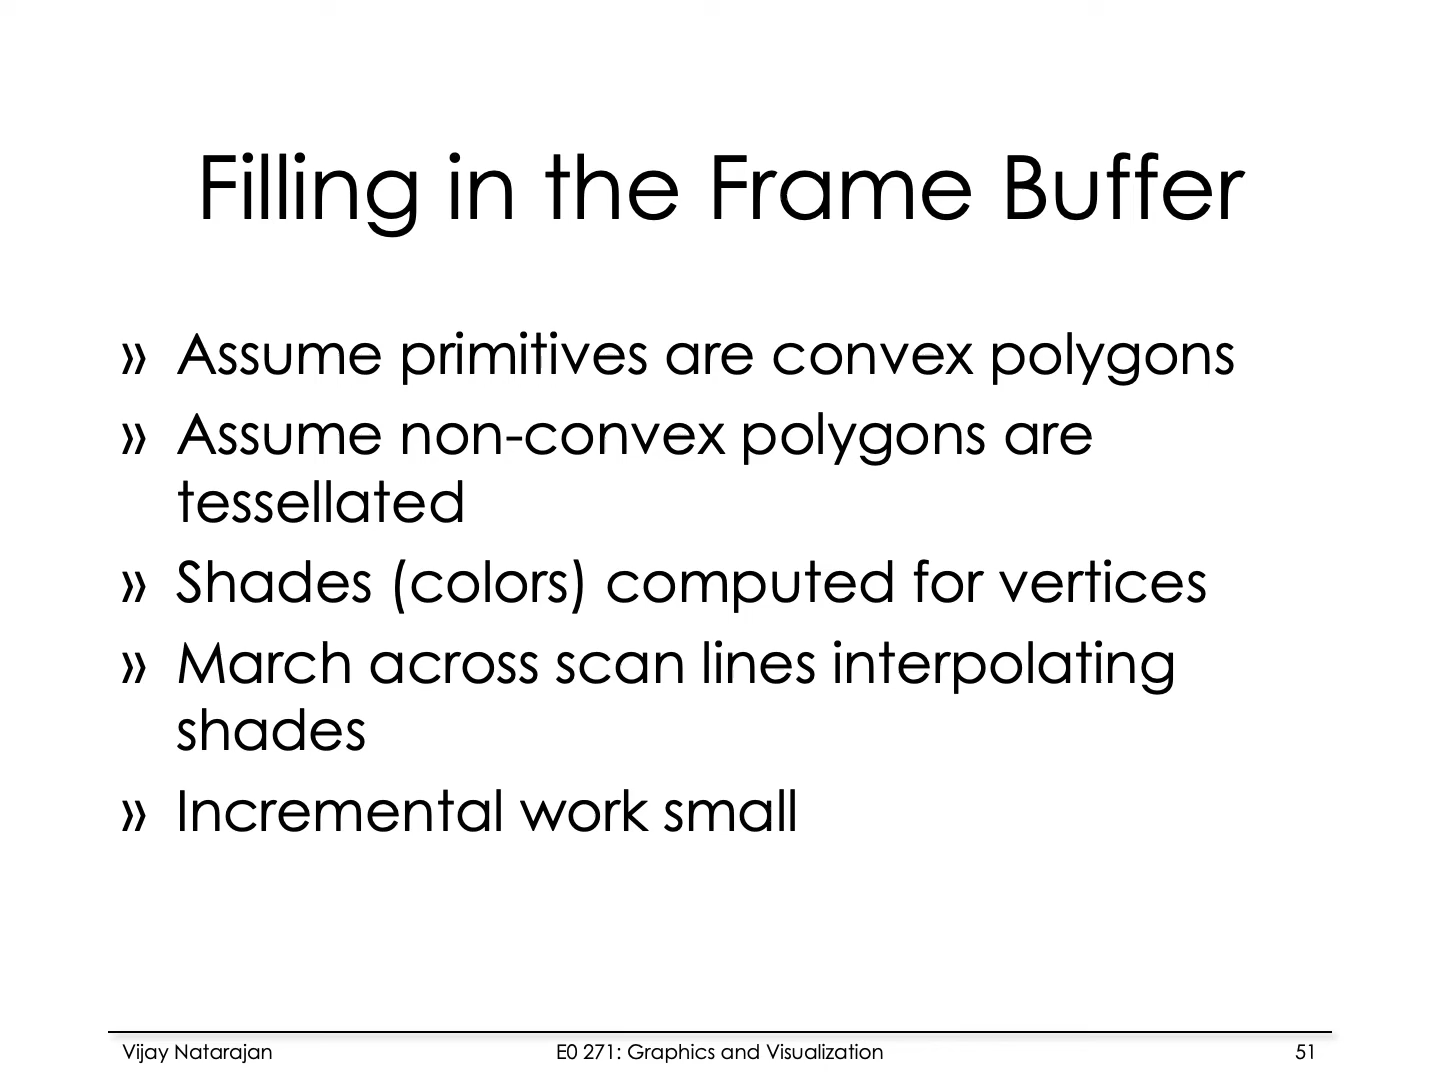 Filling in the Frame Buffer
» Assume primitives are convex polygons
» Assume non-convex polygons are
tessellated
» Shades (colors) computed for vertices
» March across scan lines interpolating
shades
» Incremental work small
Vijay Natarajan E0 271: Graphics and Visualization 51